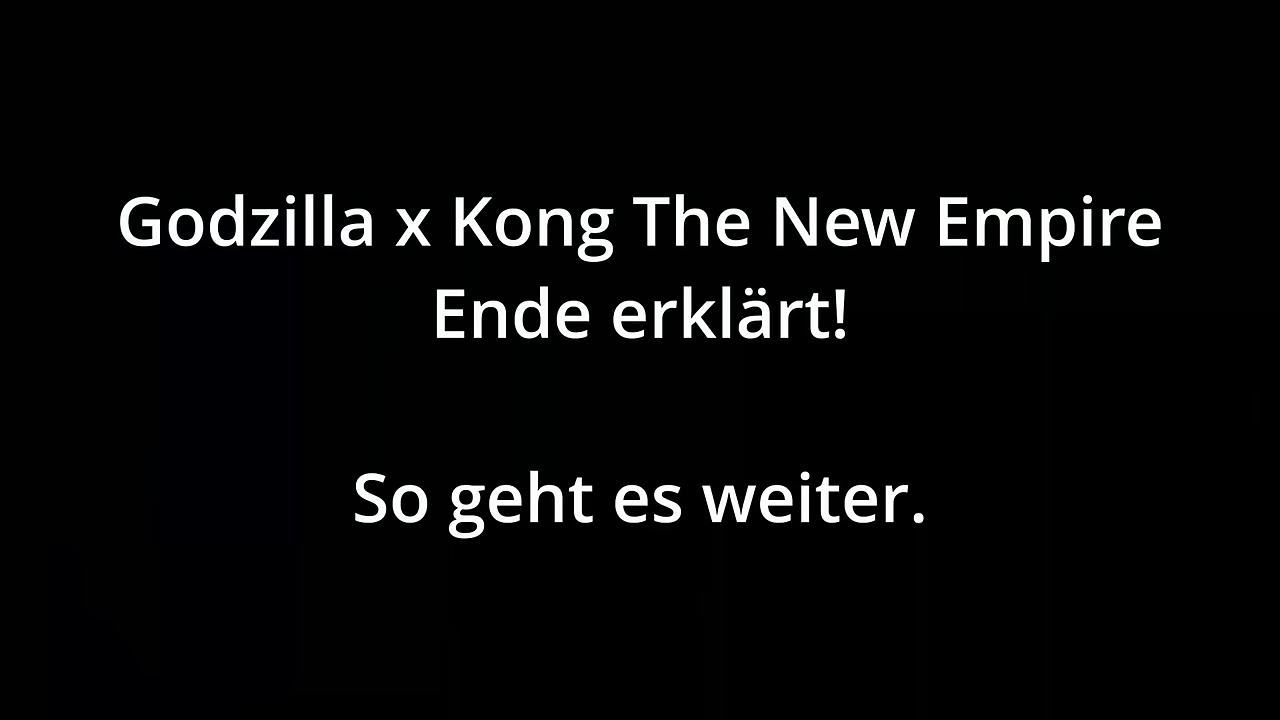 Godzilla x Kong The New Empire
Ende erklärt!
So geht es weiter.